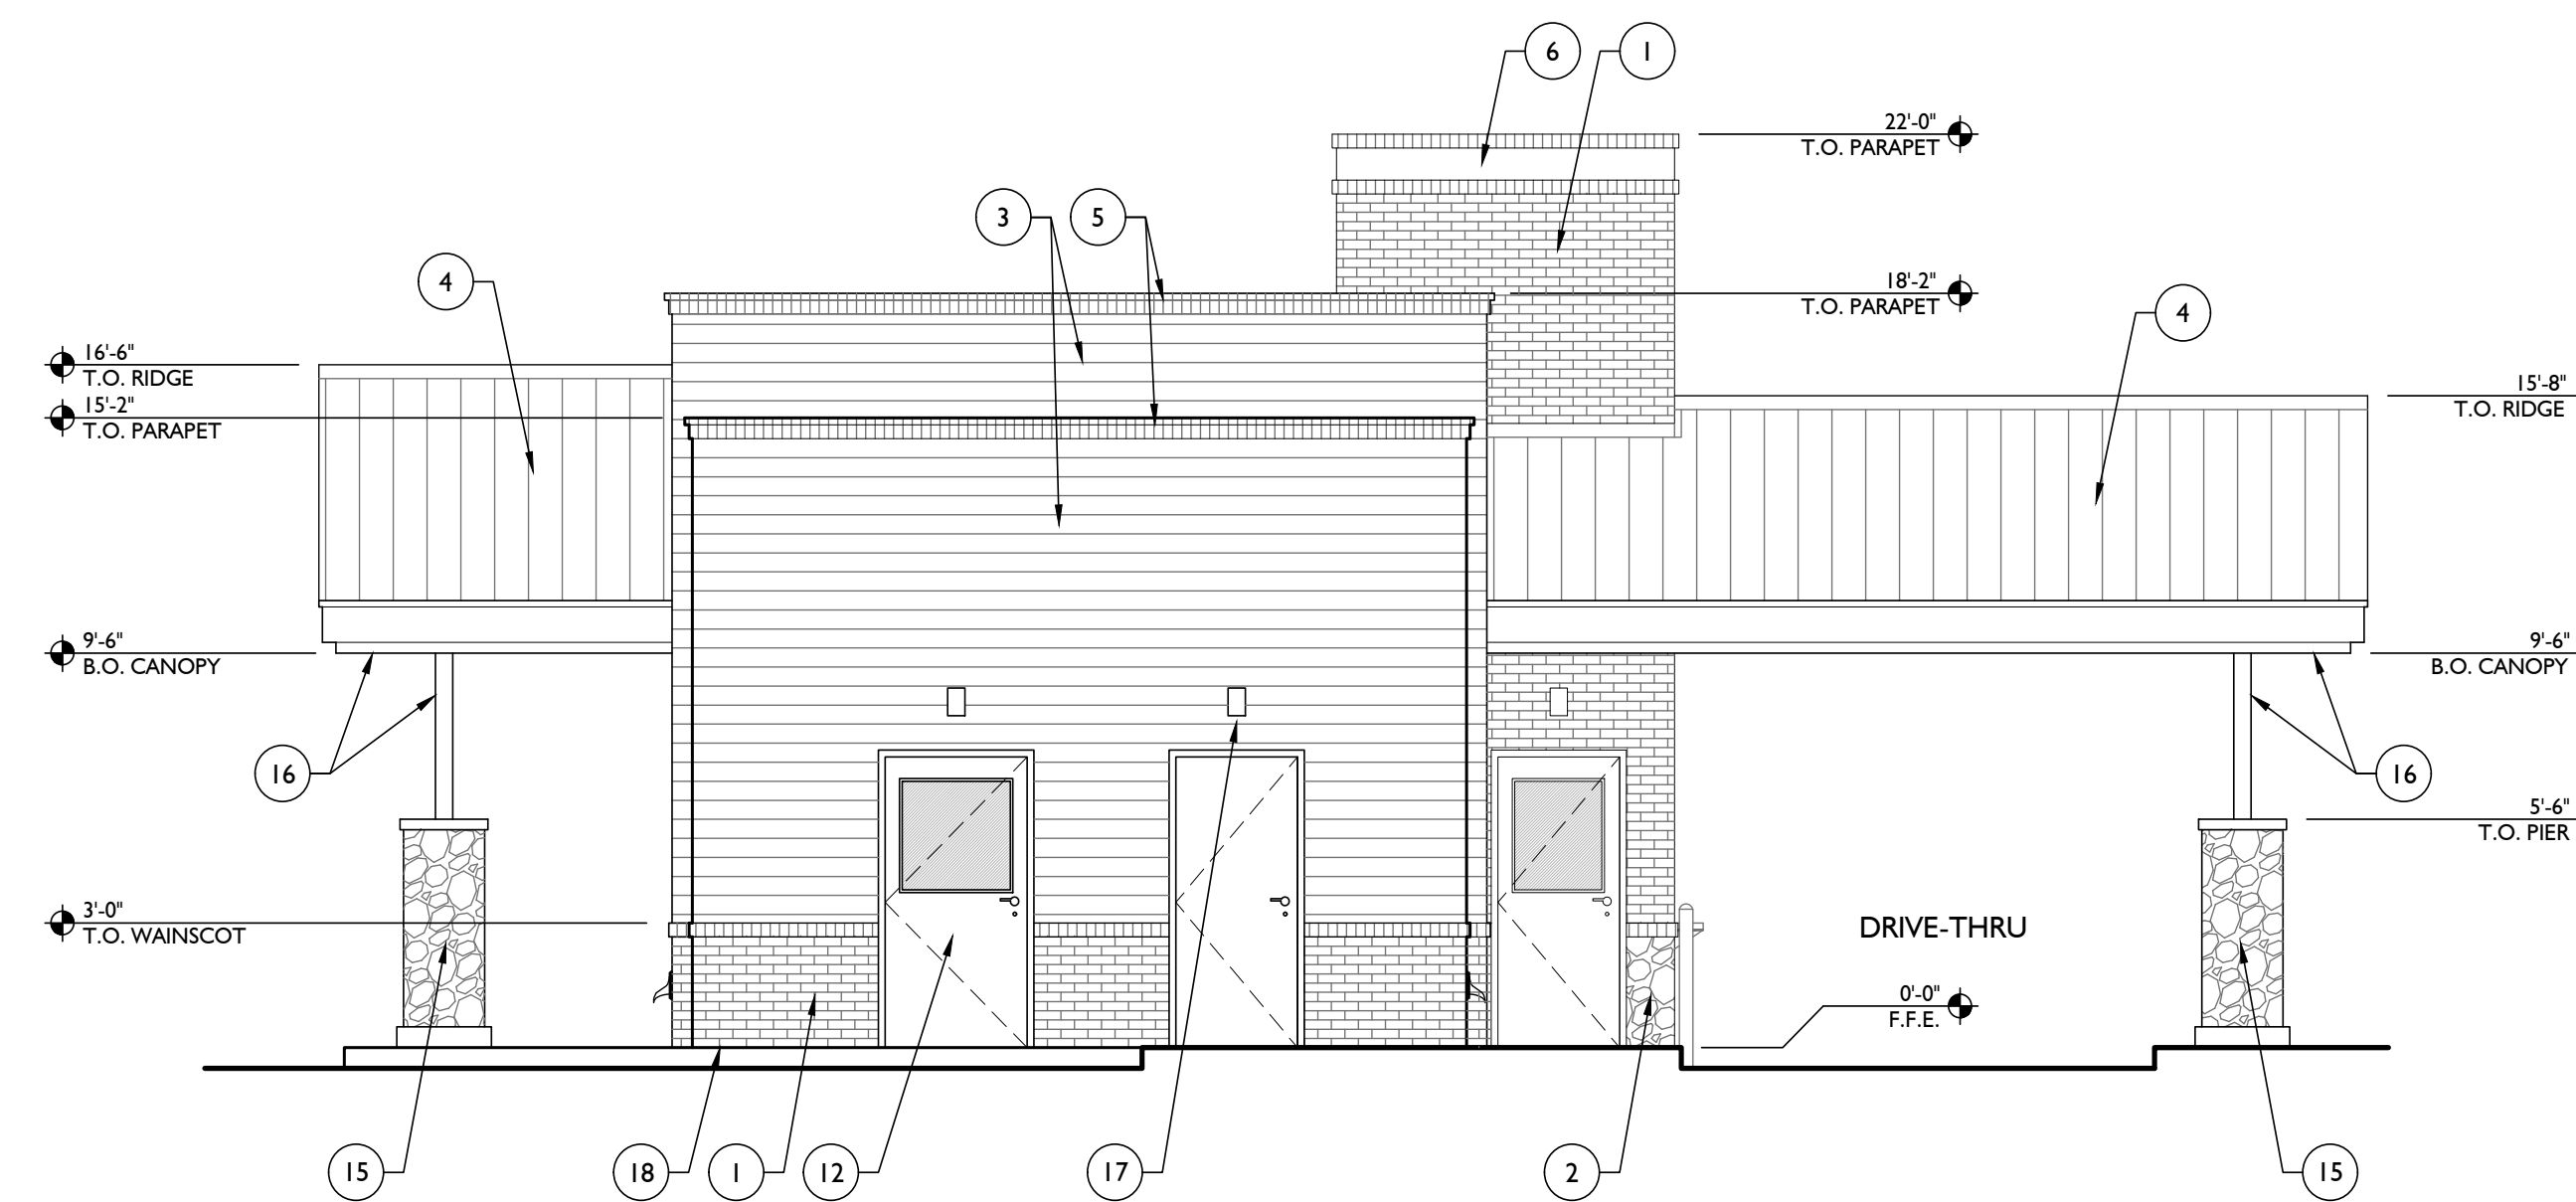 6
1
22'-0"
T.O. PARAPET
3
5
4
18'-2"
T.O. PARAPET
4
16'-6"
T.O. RIDGE
15'-2"
T.O. PARAPET
15'-8"
T.O. RIDGE
9'-6"
B.O. CANOPY
9'-6"
B.O. CANOPY
16
16
5'-6"
T.O. PIER
3'-0"
T.O. WAINSCOT
DRIVE-THRU
0'-0"
F.F.E.
15
18
1
12
17
2
15